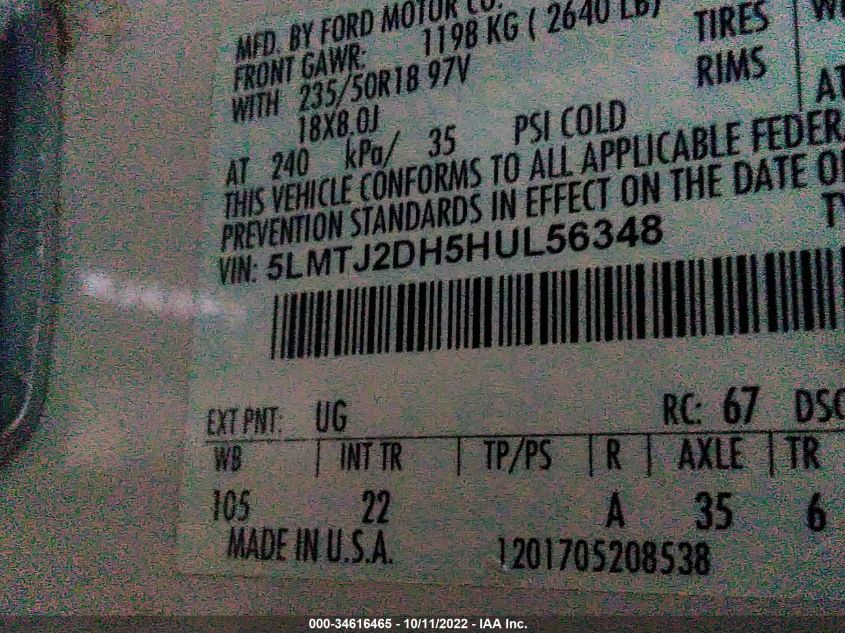 MFD. BY FORD MOTOR CO.
FRONT GAWR: 1198 KG ( 2640 LB) TIRES
WITH 235/50R18 97V RIMS
18X8.0J
AT 240 kPa/ 35 PSI COLD AT
THIS VEHICLE CONFORMS TO ALL APPLICABLE FEDERA
PREVENTION STANDARDS IN EFFECT ON THE DATE O
VIN: 5LMTJ2DH5HUL56348
EXT PNT: UG RC: 67 DSO
WB INT TR TP/PS R AXLE TR
105 22 A 35 6
MADE IN U.S.A. 1201705208538
000-34616465 - 10/11/2022 - IAA Inc.